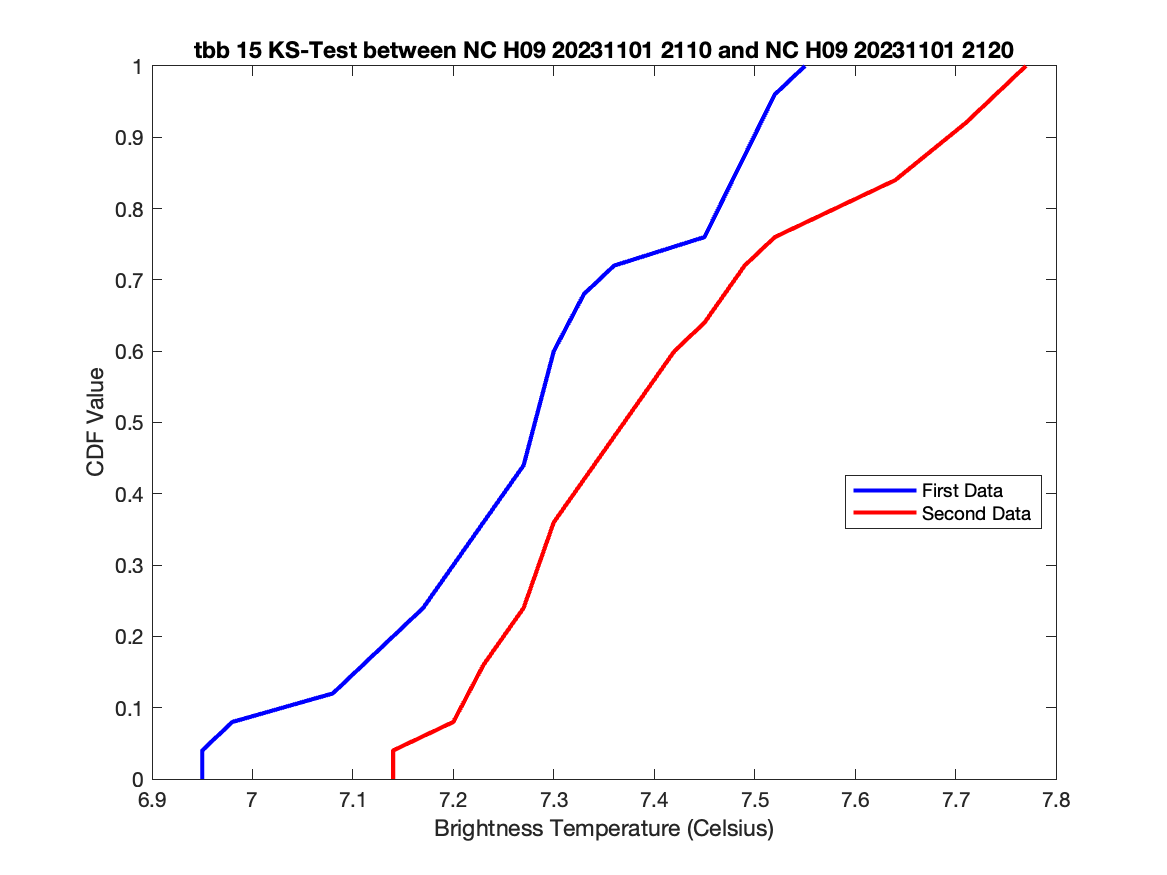 tbb 15 KS-Test between NC H09 20231101 2110 and NC H09 20231101 2120
1
0.9
0.8
0.7
0.6
0.5
0.4
0.3
0.2
0.1
0
CDF Value
First Data
Second Data
6.9 7 7.1 7.2 7.3 7.4 7.5 7.6 7.7 7.8
Brightness Temperature (Celsius)